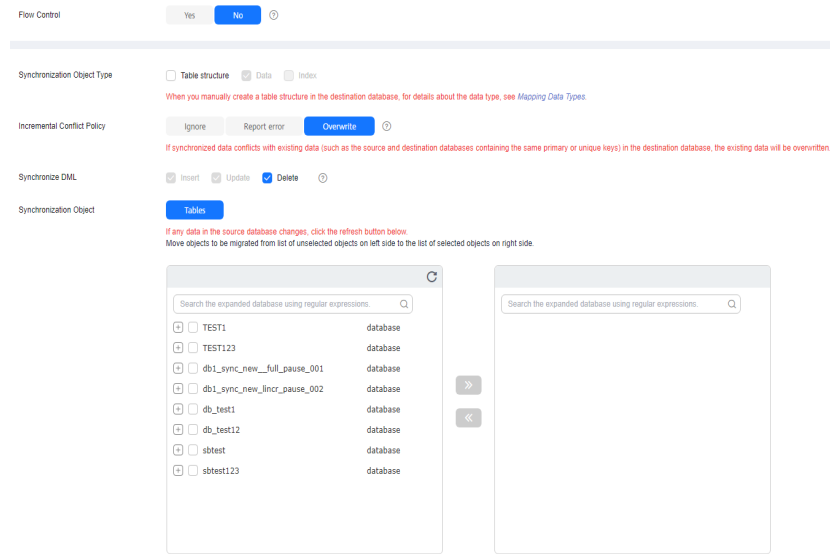 Flow Control Yes No ?
Synchronization Object Type Table structure Data Index
When you manually create a table structure in the destination database, for details about the data type, see Mapping Data Types.
Incremental Conflict Policy Ignore Report error Overwrite ?
If synchronized data conflicts with existing data (such as the source and destination databases containing the same primary or unique keys) in the destination database, the existing data will be overwritten.
Synchronize DML Insert Update Delete ?
Synchronization Object Tables
If any data in the source database changes, click the refresh button below.
Move objects to be migrated from list of unselected objects on left side to the list of selected objects on right side.
Search the expanded database using regular expressions. Search the expanded database using regular expressions.
TEST1 database
TEST123 database
db1_sync_new__full_pause_001 database
db1_sync_new_lincr_pause_002 database
db_test1 database
db_test12 database
sbtest database
sbtest123 database